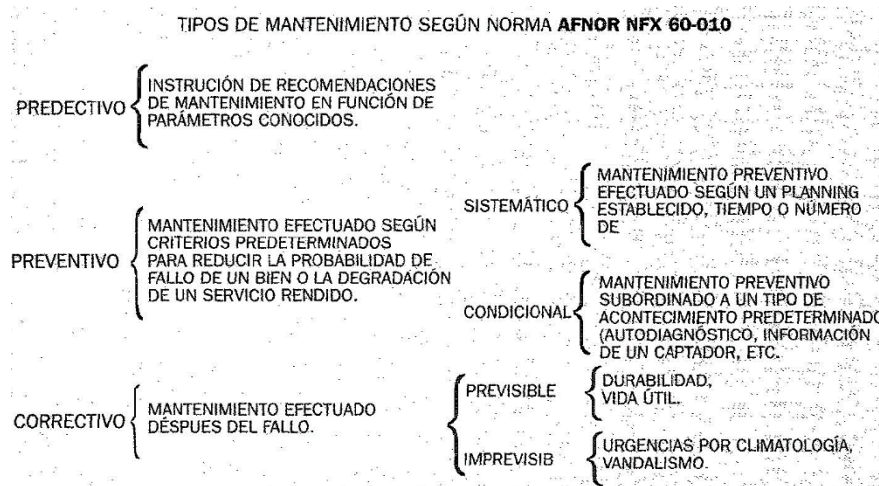 TIPOS DE MANTENIMIENTO SEGÚN NORMA AFNOR NFX 60-010
PREDECTIVO
INSTRUCIÓN DE RECOMENDACIONES
DE MANTENIMIENTO EN FUNCIÓN DE
PARÁMETROS CONOCIDOS.
PREVENTIVO
MANTENIMIENTO EFECTUADO SEGÚN
CRITERIOS PREDETERMINADOS
PARA REDUCIR LA PROBABILIDAD DE
FALLO DE UN BIEN O LA DEGRADACIÓN
DE UN SERVICIO RENDIDO.
SISTEMÁTICO
MANTENIMIENTO PREVENTIVO
EFECTUADO SEGÚN UN PLANNING
ESTABLECIDO, TIEMPO O NÚMERO
DE
CONDICIONAL
MANTENIMIENTO PREVENTIVO
SUBORDINADO A UN TIPO DE
ACONTECIMIENTO PREDETERMINADO
(AUTODIAGNÓSTICO, INFORMACIÓN
DE UN CAPTADOR, ETC.
CORRECTIVO
MANTENIMIENTO EFECTUADO
DÉSPUES DEL FALLO.
PREVISIBLE
DURABILIDAD,
VIDA ÚTIL.
IMPREVISIB
URGENCIAS POR CLIMATOLOGÍA,
VANDALISMO.